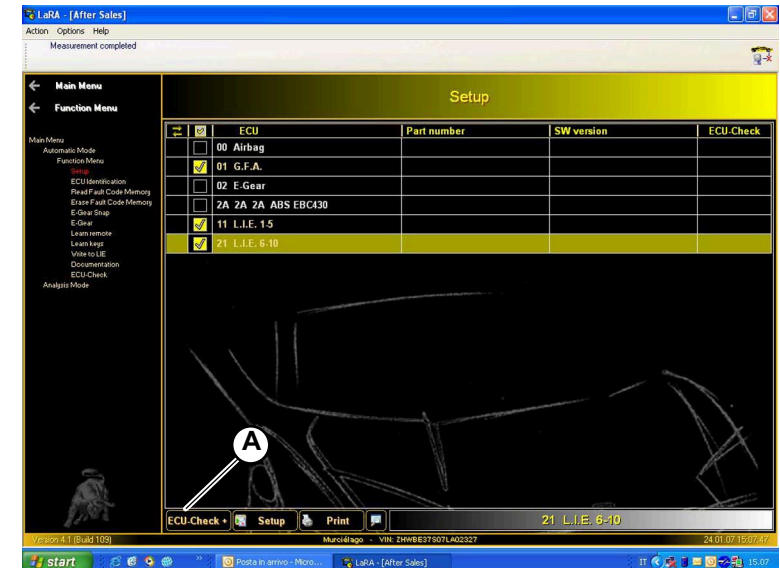 LaRA - [After Sales]
Action Options Help
Measurement completed
Main Menu
Function Menu
Setup
Main Menu
Automatic Mode
Function Menu
Setup
ECU Identification
Read Fault Code Memory
Erase Fault Code Memory
E-Gear Snap
E-Gear
Learn remote
Learn keys
Write to LIE
Documentation
ECU-Check
Analysis Mode
ECU Part number SW version ECU-Check
00 Airbag
01 G.F.A.
02 E-Gear
2A 2A 2A ABS EBC430
11 L.I.E. 1-5
21 L.I.E. 6-10
A
ECU-Check + Setup Print 21 L.I.E. 6-10
Version 4.1 (Build 109) Murciélago - VIN: ZHWBE37S07LA02327 24.01.07 15:07:47
start Posta in arrivo - Micro... LaRA - [After Sales] IT 15.07